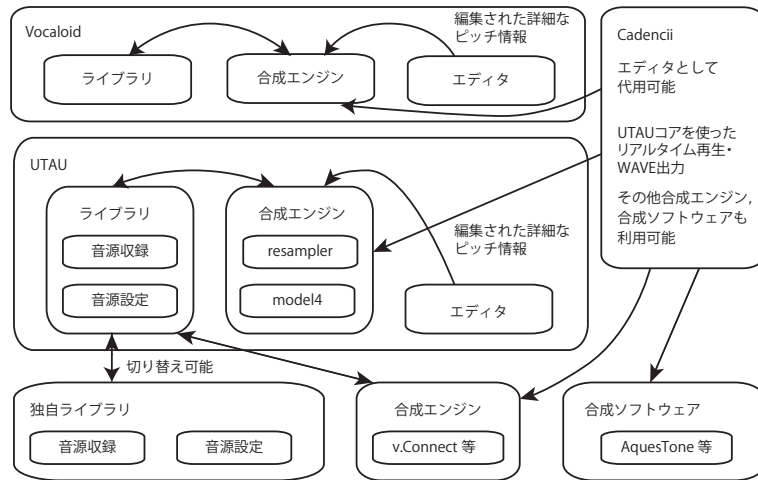 Vocaloid
編集された詳細な
ピッチ情報
ライブラリ
合成エンジン
エディタ
Cadencii
エディタとして
代用可能
UTAUコアを使った
リアルタイム再生・
WAVE出力
その他合成エンジン,
合成ソフトウェアも
利用可能
UTAU
ライブラリ
音源収録
音源設定
合成エンジン
resampler
model4
編集された詳細な
ピッチ情報
エディタ
切り替え可能
独自ライブラリ
音源収録
音源設定
合成エンジン
v.Connect 等
合成ソフトウェア
AquesTone 等